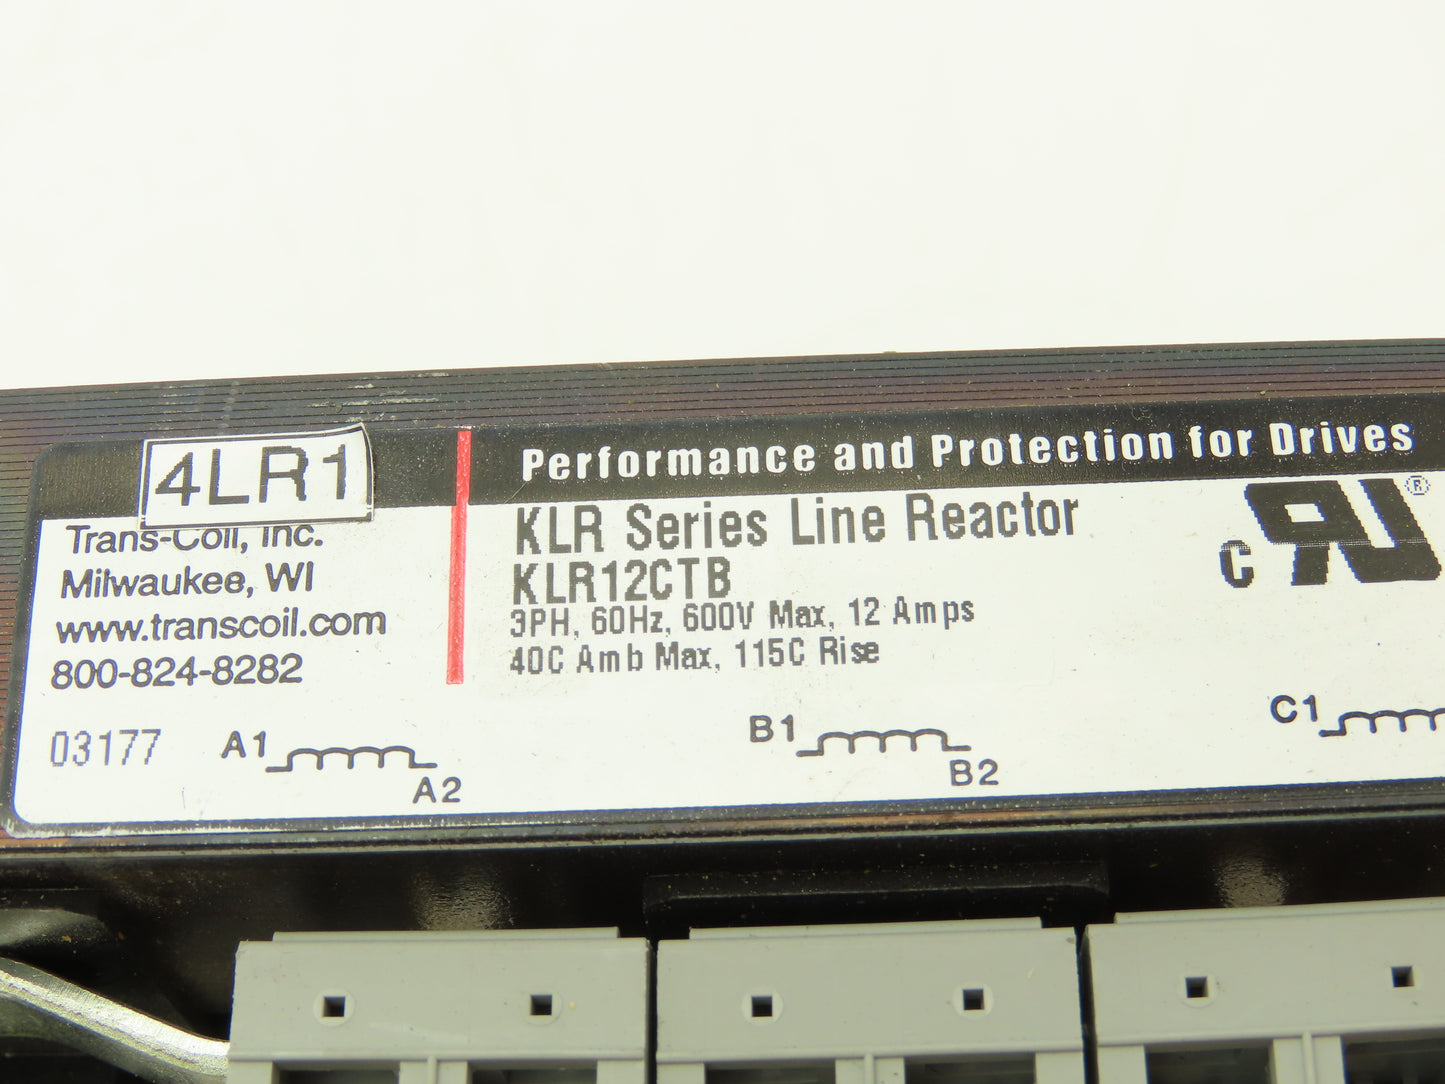 4LR1
Trans-Coil, Inc.
Milwaukee, WI
www.transcoil.com
800-824-8282
03177
Performance and Protection for Drives
KLR Series Line Reactor
KLR12CTB
3PH, 60Hz, 600V Max, 12 Amps
40C Amb Max, 115C Rise
C RU ®
A1 A2
B1 B2
C1